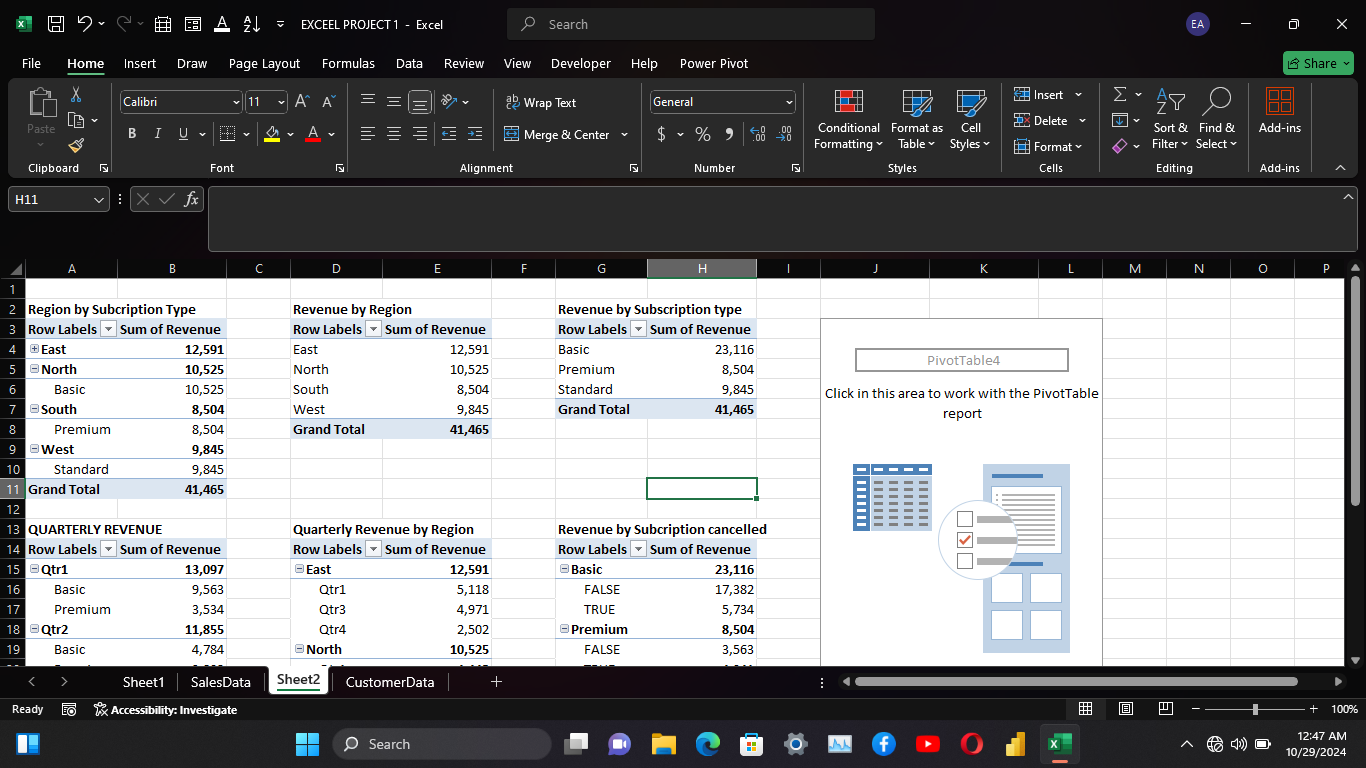 EXCEEL PROJECT 1 - Excel
Search
EA
File Home Insert Draw Page Layout Formulas Data Review View Developer Help Power Pivot
Share
Paste
Clipboard
Calibri 11
B I U
Font
Wrap Text
Merge & Center
Alignment
General
$ % 9
Number
Conditional Formatting
Format as Table
Cell Styles
Styles
Insert
Delete
Format
Cells
Sort & Filter
Find & Select
Editing
Add-ins
Add-ins
H11
fx
A B C D E F G H I J K L M N O P
1
2 Region by Subcription Type Revenue by Region Revenue by Subscription type
3 Row Labels Sum of Revenue Row Labels Sum of Revenue Row Labels Sum of Revenue
4 East 12,591 East 12,591 Basic 23,116
5 North 10,525 North 10,525 Premium 8,504
6 Basic 10,525 South 8,504 Standard 9,845
7 South 8,504 West 9,845 Grand Total 41,465
8 Premium 8,504 Grand Total 41,465
9 West 9,845
10 Standard 9,845
11 Grand Total 41,465
12
13 QUARTERLY REVENUE Quarterly Revenue by Region Revenue by Subcription cancelled
14 Row Labels Sum of Revenue Row Labels Sum of Revenue Row Labels Sum of Revenue
15 Qtr1 13,097 East 12,591 Basic 23,116
16 Basic 9,563 Qtr1 5,118 FALSE 17,382
17 Premium 3,534 Qtr3 4,971 TRUE 5,734
18 Qtr2 11,855 Qtr4 2,502 Premium 8,504
19 Basic 4,784 North 10,525 FALSE 3,563
PivotTable4
Click in this area to work with the PivotTable
report
Sheet1 SalesData Sheet2 CustomerData
Ready
Accessibility: Investigate
100%
Search
12:47 AM
10/29/2024